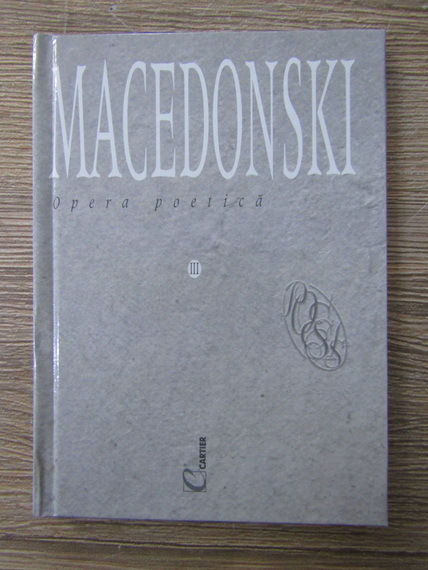 MACEDONSKI
Opera poetică
III
CARTIER